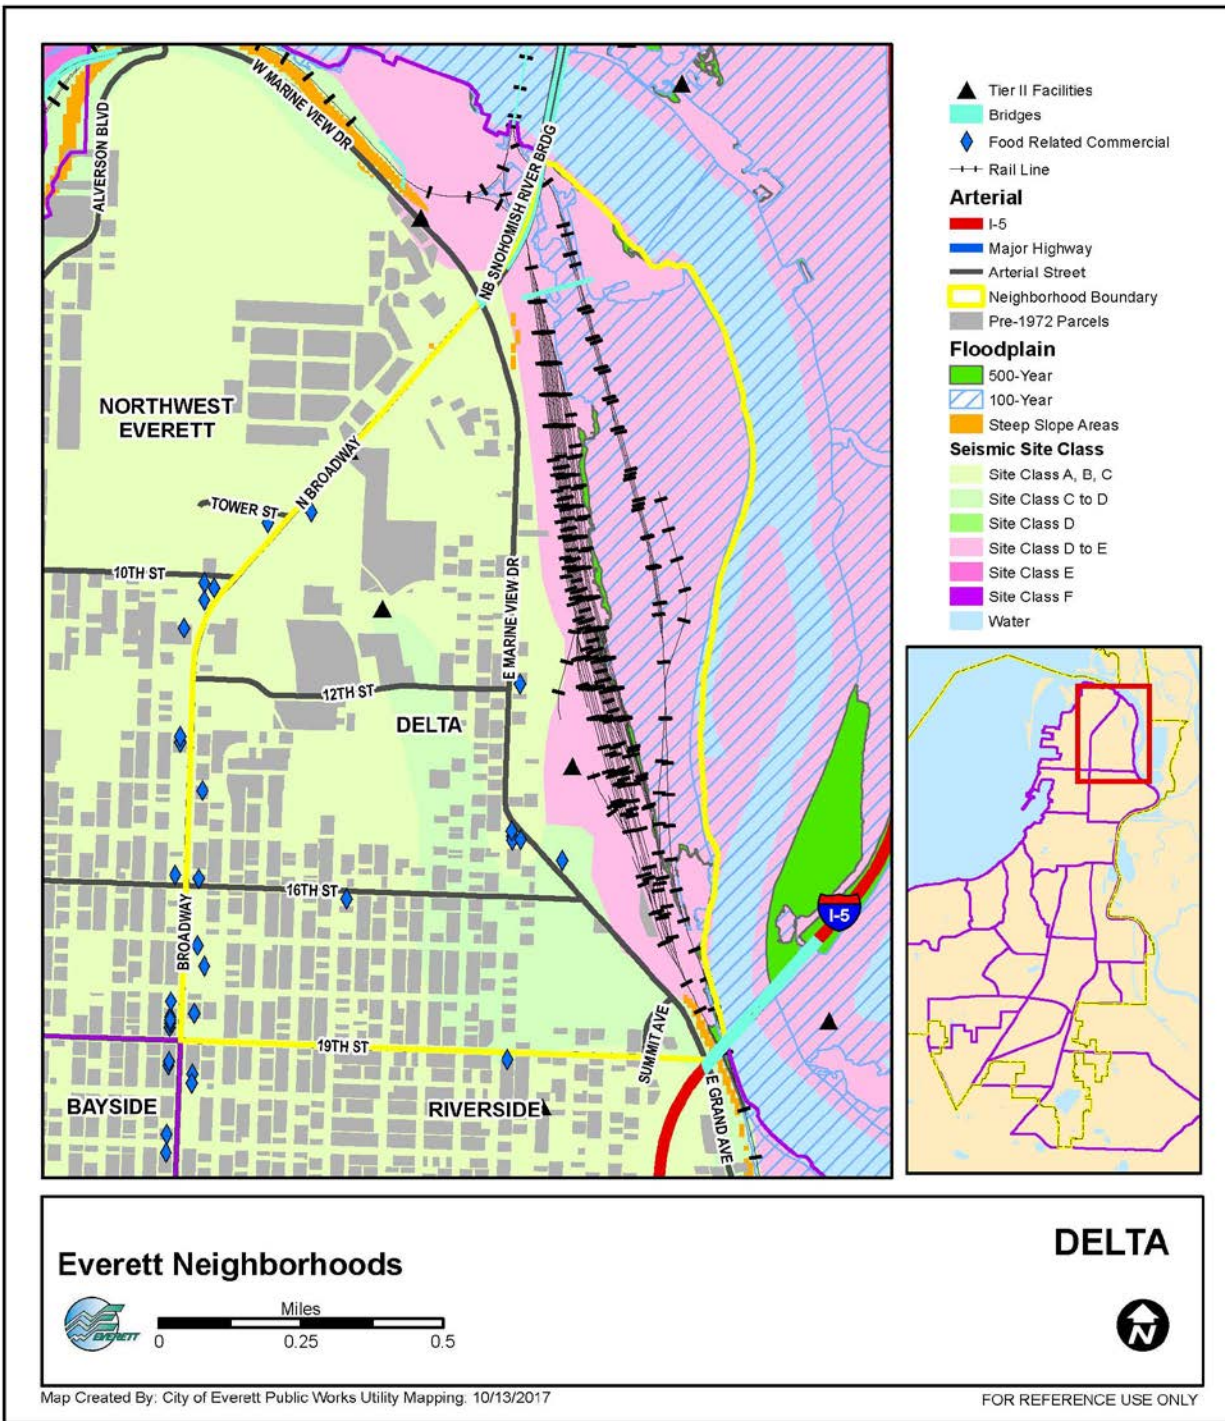 W MARINE VIEW DR
ALVERSON BLVD
NB SNOHOMISH RIVER BRDG
NORTHWEST
EVERETT
N BROADWAY
TOWER ST
10TH ST
E MARINE VIEW DR
12TH ST
DELTA
16TH ST
BROADWAY
I-5
19TH ST
SUMMIT AVE
E GRAND AVE
BAYSIDE
RIVERSIDE
Tier II Facilities
Bridges
Food Related Commercial
Rail Line
Arterial
I-5
Major Highway
Arterial Street
Neighborhood Boundary
Pre-1972 Parcels
Floodplain
500-Year
100-Year
Steep Slope Areas
Seismic Site Class
Site Class A, B, C
Site Class C to D
Site Class D
Site Class D to E
Site Class E
Site Class F
Water
Everett Neighborhoods
DELTA
EVERETT
Miles
0 0.25 0.5
N
Map Created By: City of Everett Public Works Utility Mapping: 10/13/2017
FOR REFERENCE USE ONLY